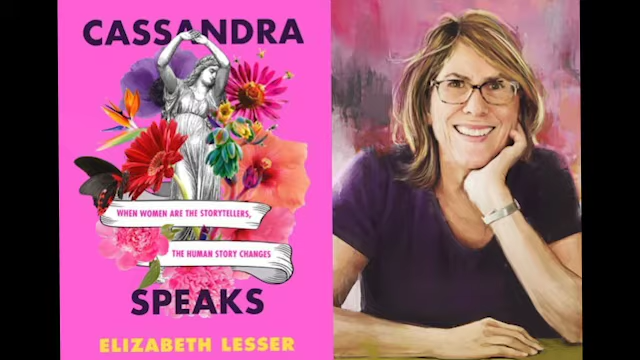 CASSANDRA
WHEN WOMEN ARE THE STORYTELLERS,
THE HUMAN STORY CHANGES
SPEAKS
ELIZABETH LESSER